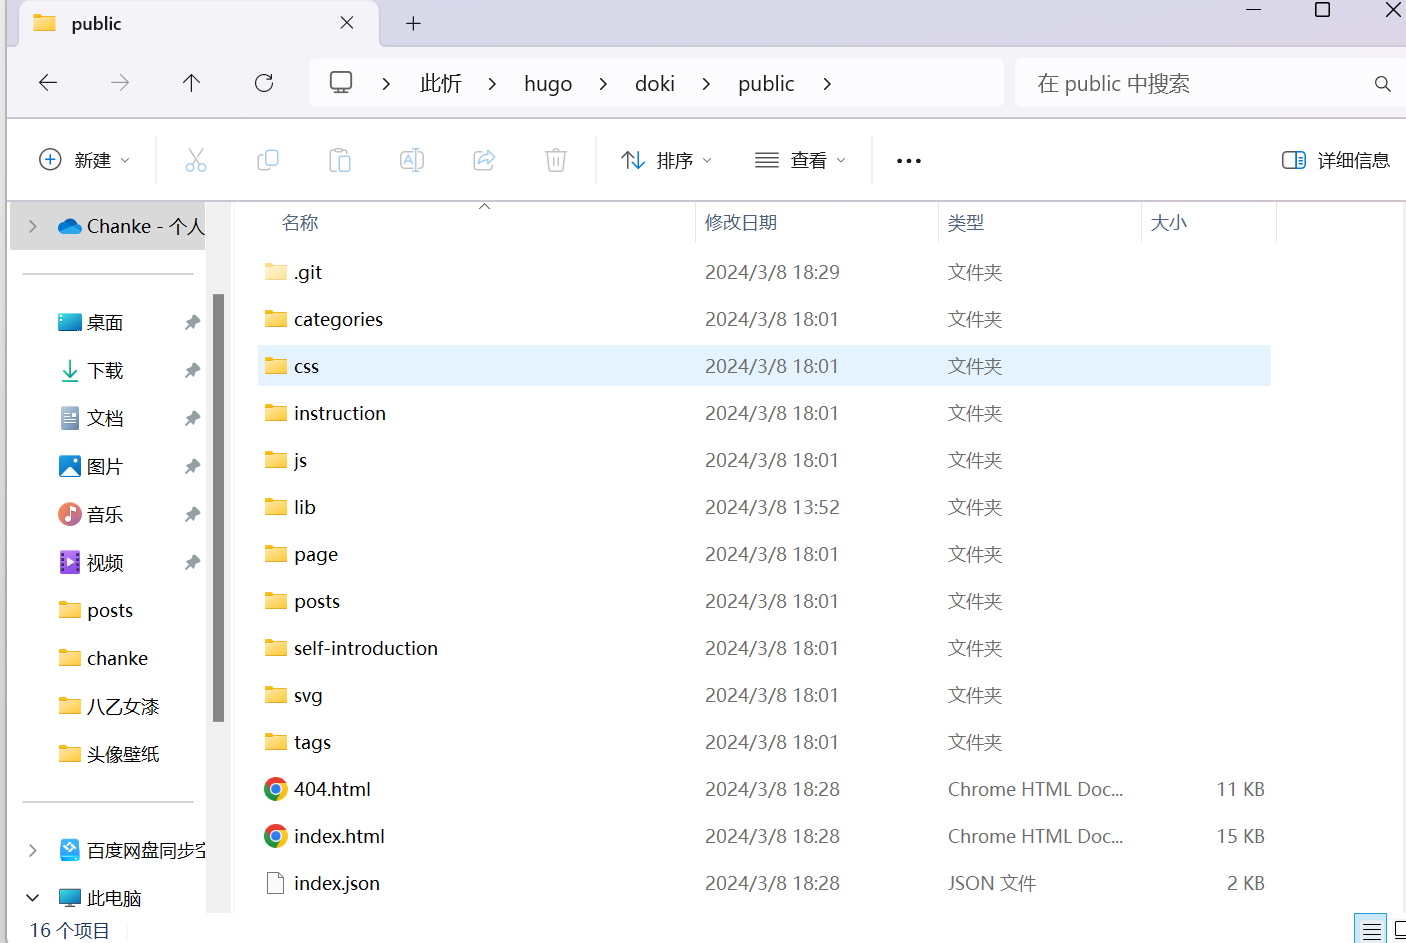 public
此忻 hugo doki public
在 public 中搜索
新建 排序 查看 详细信息
Chanke - 个人
名称 修改日期 类型 大小
.git 2024/3/8 18:29 文件夹
categories 2024/3/8 18:01 文件夹
css 2024/3/8 18:01 文件夹
instruction 2024/3/8 18:01 文件夹
js 2024/3/8 18:01 文件夹
lib 2024/3/8 13:52 文件夹
page 2024/3/8 18:01 文件夹
posts 2024/3/8 18:01 文件夹
self-introduction 2024/3/8 18:01 文件夹
svg 2024/3/8 18:01 文件夹
tags 2024/3/8 18:01 文件夹
404.html 2024/3/8 18:28 Chrome HTML Doc... 11 KB
index.html 2024/3/8 18:28 Chrome HTML Doc... 15 KB
index.json 2024/3/8 18:28 JSON 文件 2 KB
桌面
下载
文档
图片
音乐
视频
posts
chanke
八乙女漆
头像壁纸
百度网盘同步空
此电脑
16 个项目